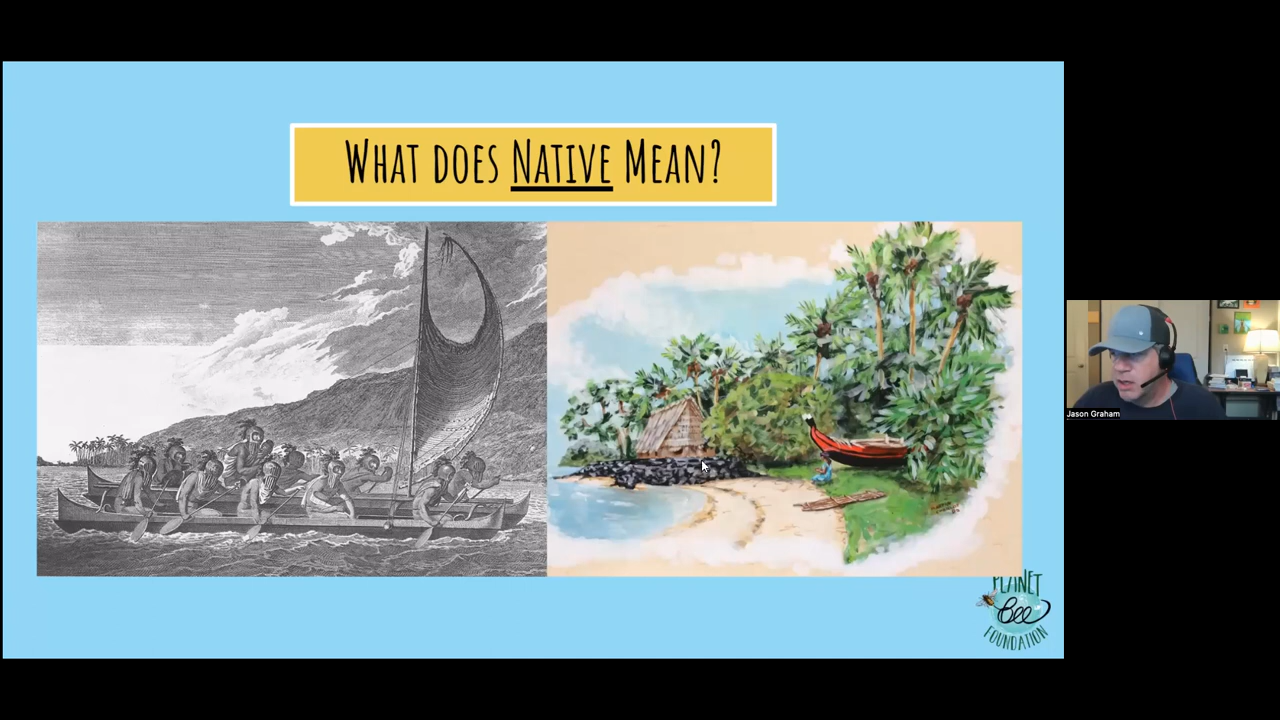 What does Native Mean?
Jason Graham
Planet
Bee
Foundation